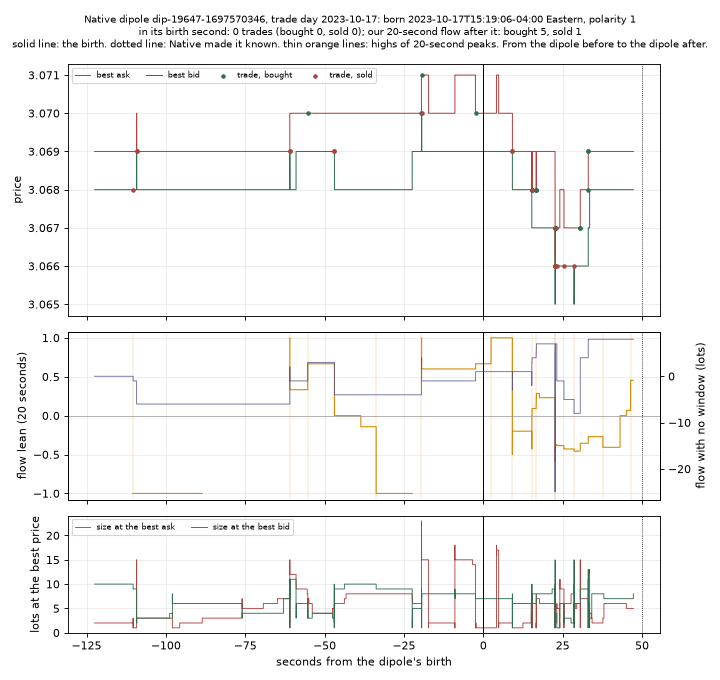 Native dipole dip-19647-1697570346, trade day 2023-10-17: born 2023-10-17T15:19:06-04:00 Eastern, polarity 1
in its birth second: 0 trades (bought 0, sold 0); our 20-second flow after it: bought 5, sold 1
solid line: the birth. dotted line: Native made it known. thin orange lines: highs of 20-second peaks. From the dipole before to the dipole after.
best ask best bid trade, bought trade, sold
3.071
3.070
3.069
3.068
3.067
3.066
3.065
price
1.0
0.5
0.0
−0.5
−1.0
flow lean (20 seconds)
0
−10
−20
flow with no window (lots)
size at the best ask size at the best bid
20
15
10
5
0
lots at the best price
−125 −100 −75 −50 −25 0 25 50
seconds from the dipole's birth